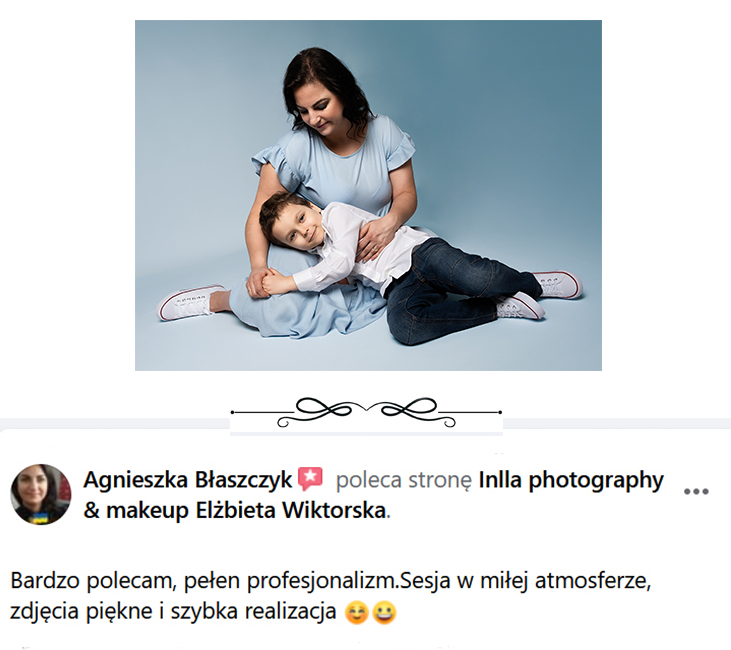 Agnieszka Błaszczyk poleca stronę Inlla photography
& makeup Elżbieta Wiktorska.
Bardzo polecam, pełen profesjonalizm.Sesja w miłej atmosferze,
zdjęcia piękne i szybka realizacja ☺️😀